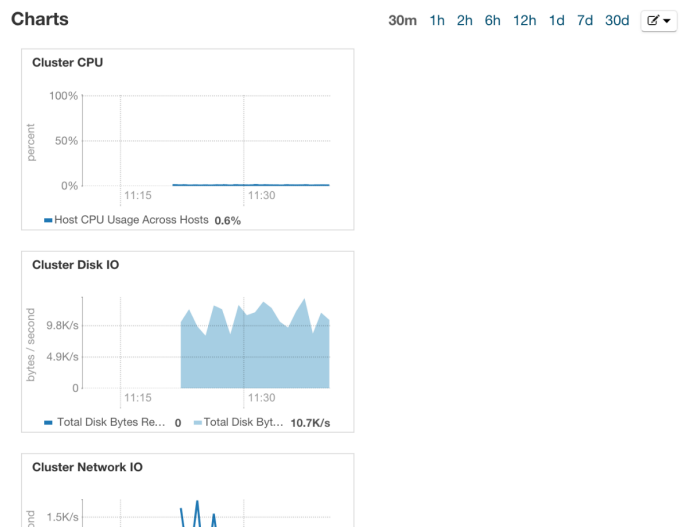 Charts
30m 1h 2h 6h 12h 1d 7d 30d
Cluster CPU
percent
100%
50%
0%
11:15 11:30
Host CPU Usage Across Hosts 0.6%
Cluster Disk IO
bytes / second
9.8K/s
4.9K/s
0
11:15 11:30
Total Disk Bytes Re... 0 Total Disk Byt... 10.7K/s
Cluster Network IO
1.5K/s